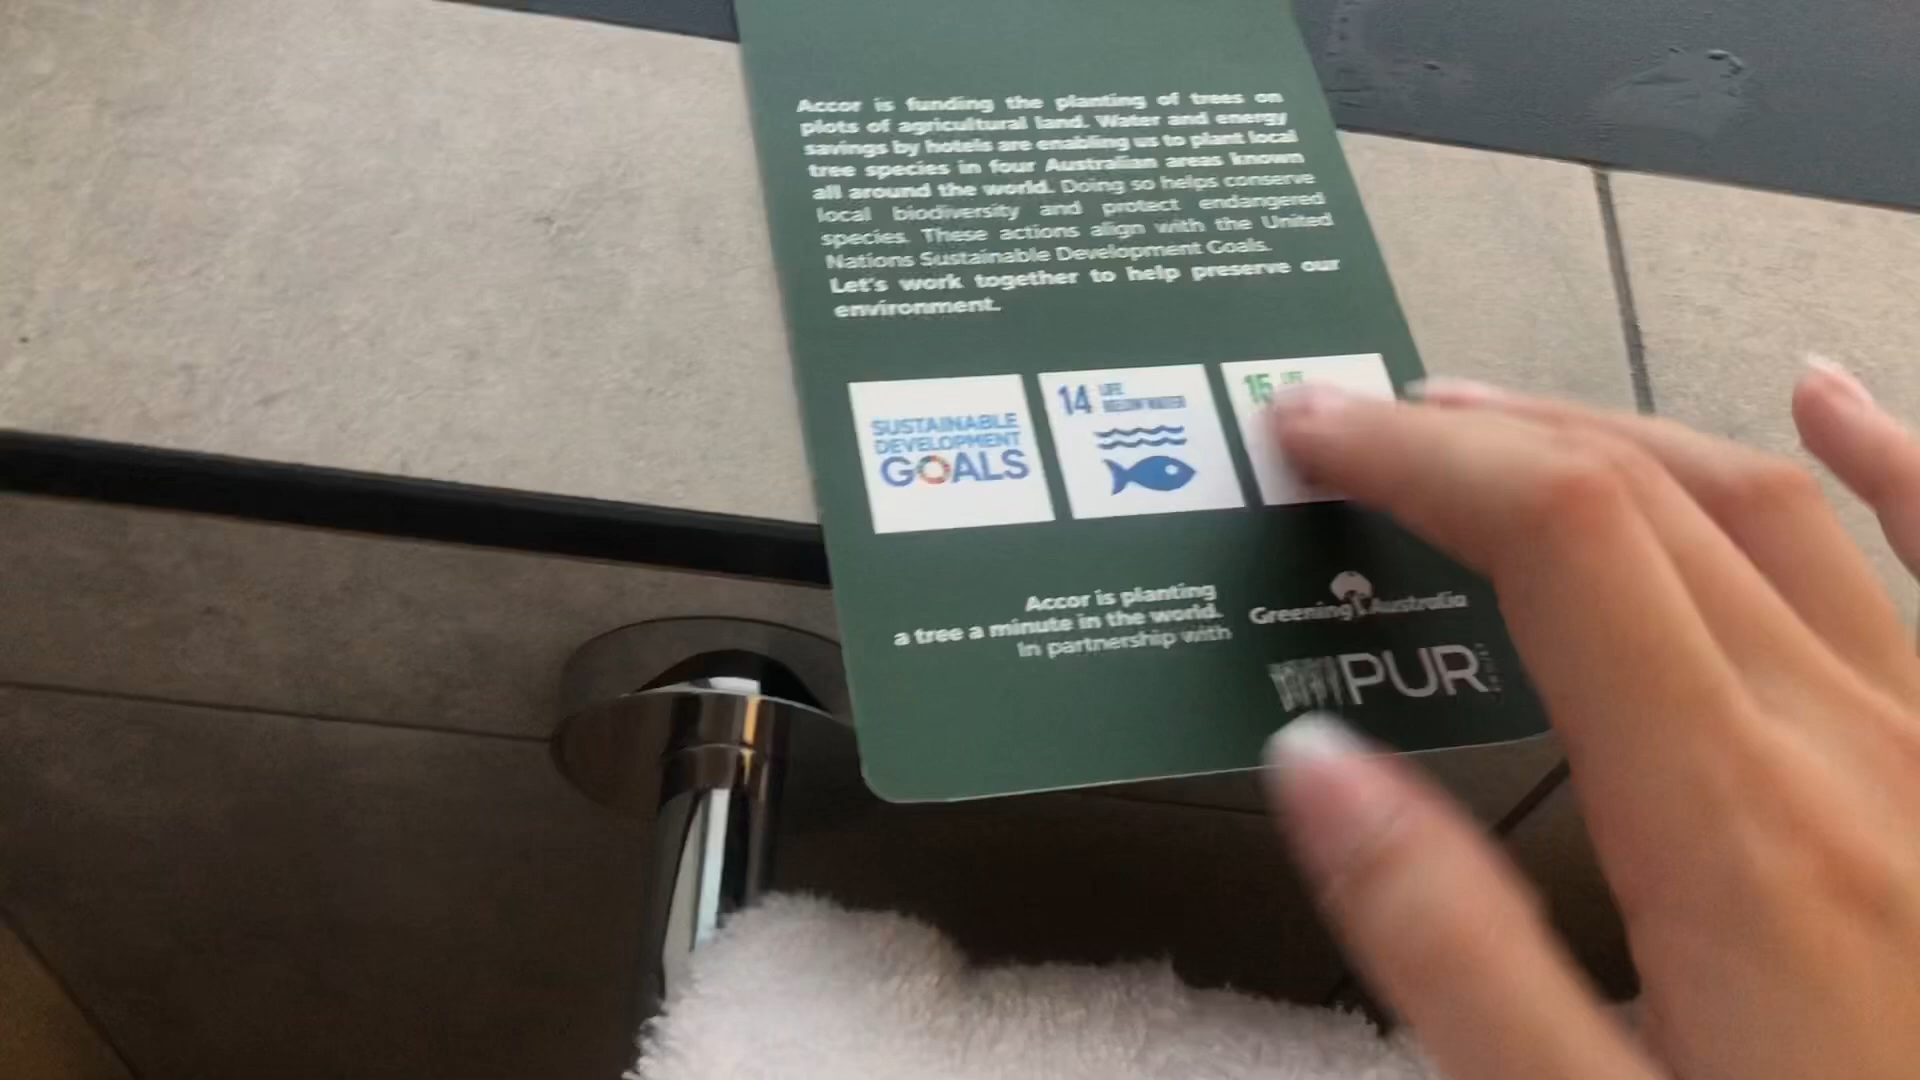 Accor is funding the planting of trees on
plots of agricultural land. Water and energy
savings by hotels are enabling us to plant local
tree species in four Australian areas known
all around the world. Doing so helps conserve
local biodiversity and protect endangered
species. These actions align with the United
Nations Sustainable Development Goals.
Let's work together to help preserve our
environment.
SUSTAINABLE
DEVELOPMENT
GOALS
14 LIFE
BELOW WATER
15 LIFE
Accor is planting
a tree a minute in the world.
In partnership with
Greening Australia
PUR